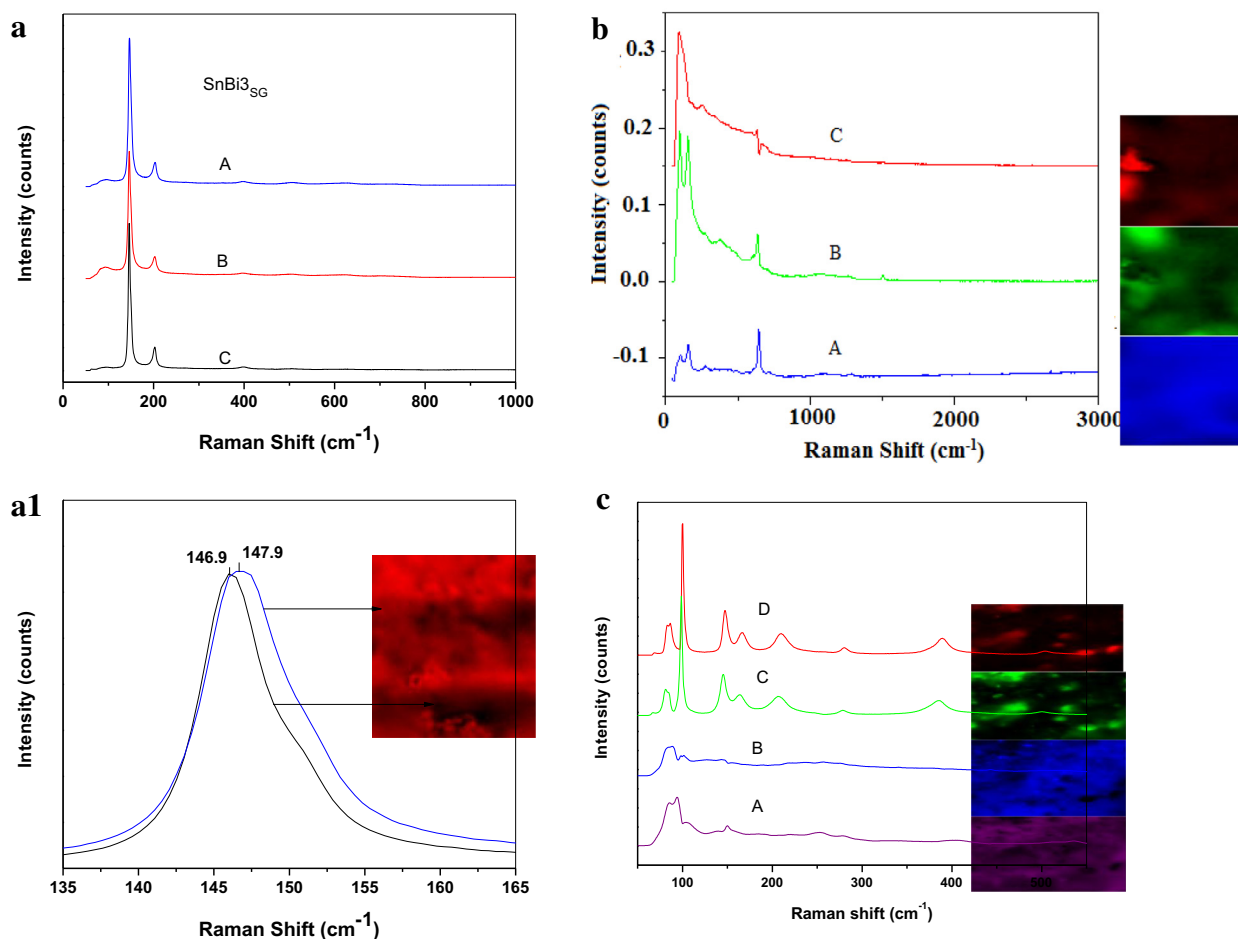 a
Intensity (counts)
SnBi3SG
A
B
C
0
200
400
600
800
1000
Raman Shift (cm-1)
b
Intensity (counts)
0.3
0.2
0.1
0.0
-0.1
C
B
A
0
1000
2000
3000
Raman Shift (cm-1)
a1
Intensity (counts)
146.9
147.9
135
140
145
150
155
160
165
Raman Shift (cm-1)
c
Intensity (counts)
D
C
B
A
100
200
300
400
500
Raman shift (cm-1)